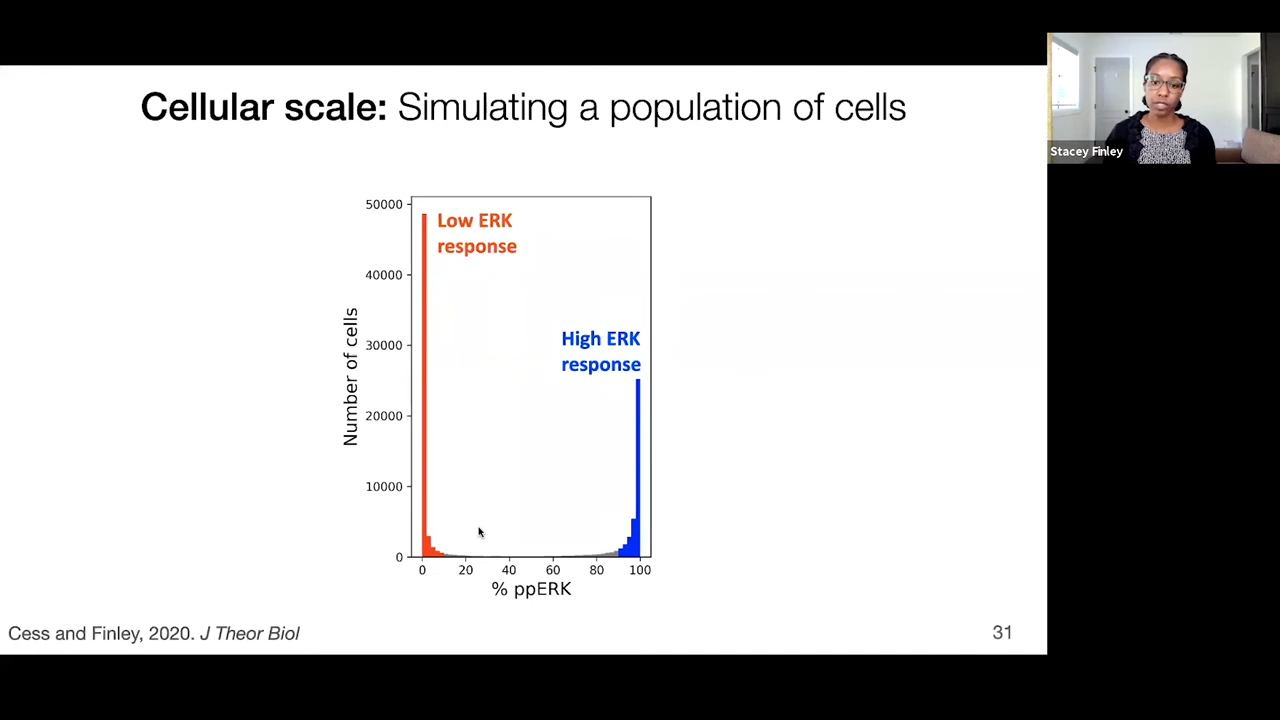 Cellular scale: Simulating a population of cells
Stacey Finley
50000
40000
30000
20000
10000
0
Number of cells
Low ERK
response
High ERK
response
0 20 40 60 80 100
% ppERK
Cess and Finley, 2020. J Theor Biol
31